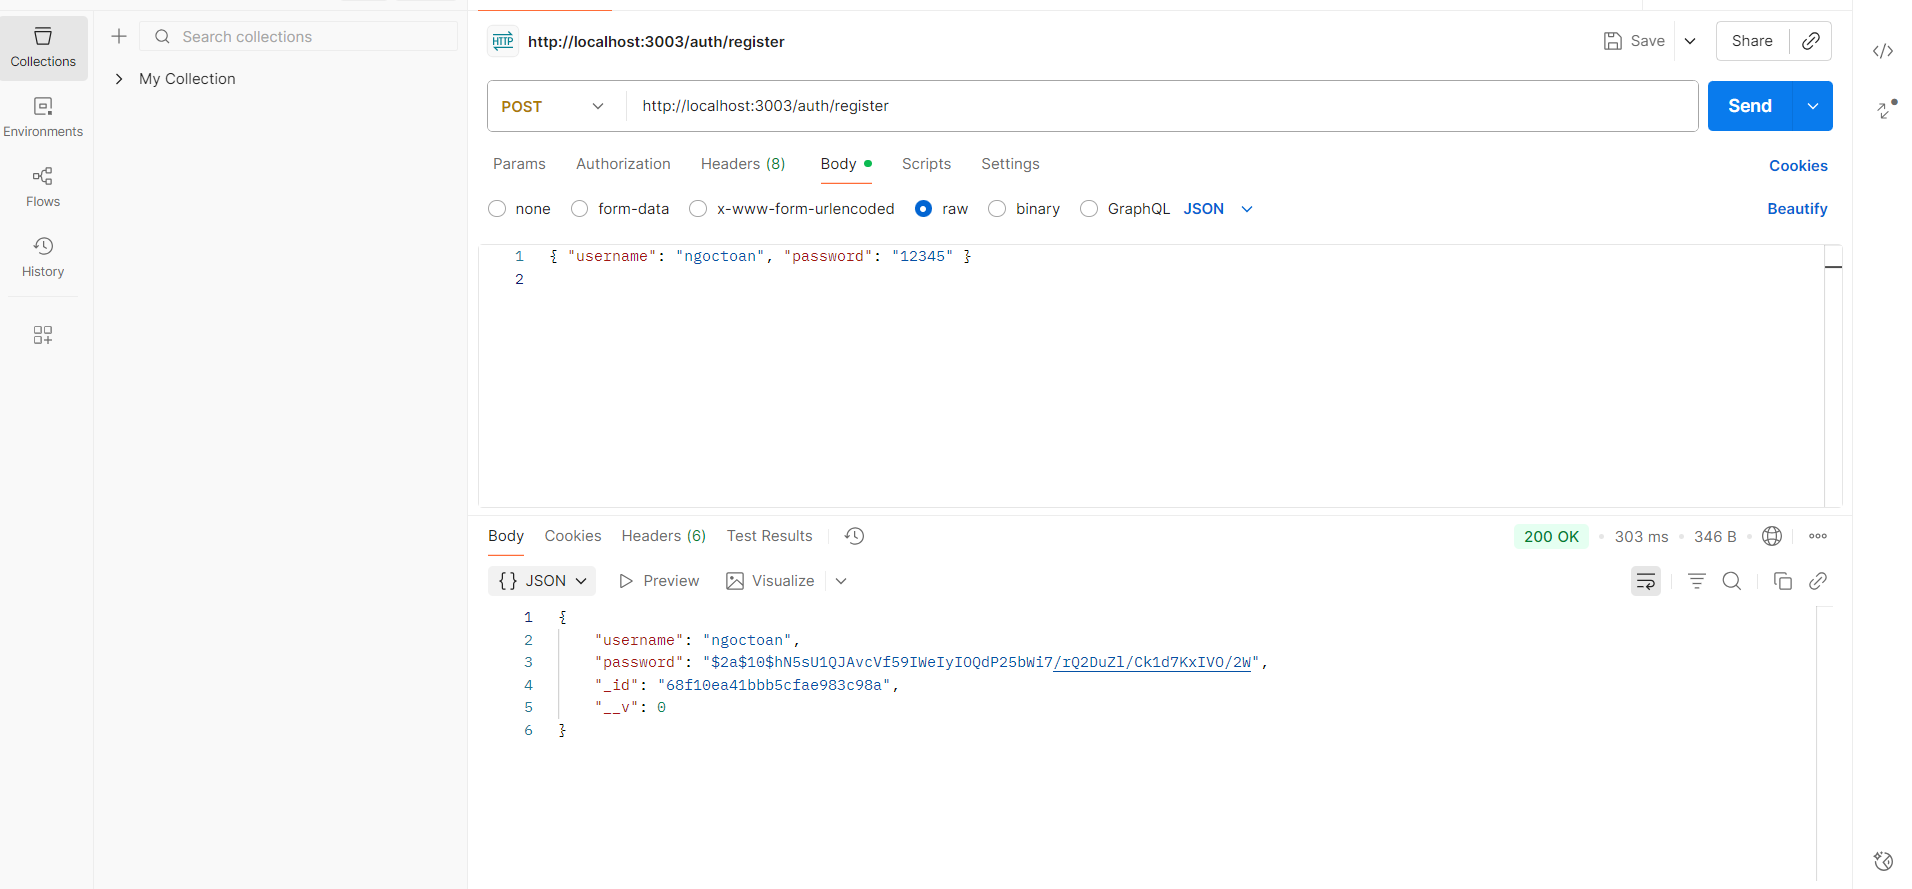 Collections
Environments
Flows
History
Search collections
My Collection
HTTP http://localhost:3003/auth/register
Save
Share
POST http://localhost:3003/auth/register
Send
Params Authorization Headers (8) Body Scripts Settings
Cookies
none form-data x-www-form-urlencoded raw binary GraphQL JSON
Beautify
1 { "username": "ngoctoan", "password": "12345" }
2
Body Cookies Headers (6) Test Results
200 OK • 303 ms • 346 B
{} JSON Preview Visualize
1 {
2 "username": "ngoctoan",
3 "password": "$2a$10$hN5sU1QJAvcVf59IWeIyIOQdP25bWi7/rQ2DuZl/Ck1d7KxIVO/2W",
4 "_id": "68f10ea41bbb5cfae983c98a",
5 "__v": 0
6 }